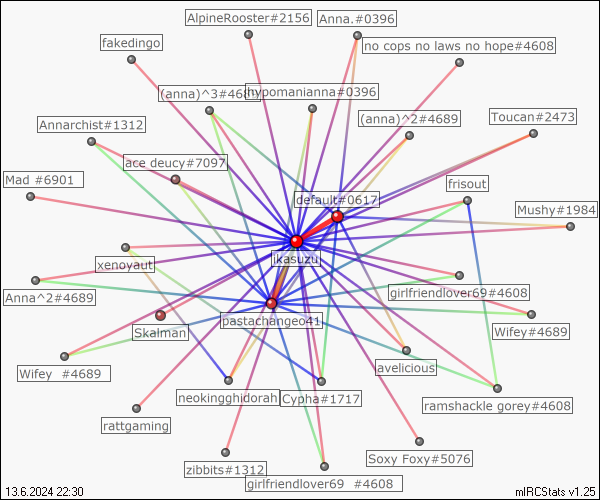 AlpineRooster#2156
Anna.#0396
fakedingo
no cops no laws no hope#4608
(anna)^3#4689
hypomanianna#0396
Annarchist#1312
(anna)^2#4689
Toucan#2473
ace deucy#7097
Mad #6901
frisout
default#0617
Mushy#1984
ikasuzu
xenoyaut
Anna^2#4689
girlfriendlover69#4608
pastachangeo41
Skalman
Wifey#4689
Wifey #4689
avelicious
neokingghidorah
Cypha#1717
ramshackle gorey#4608
rattgaming
Soxy Foxy#5076
zibbits#1312
girlfriendlover69 #4608
13.6.2024 22:30
mIRCStats v1.25